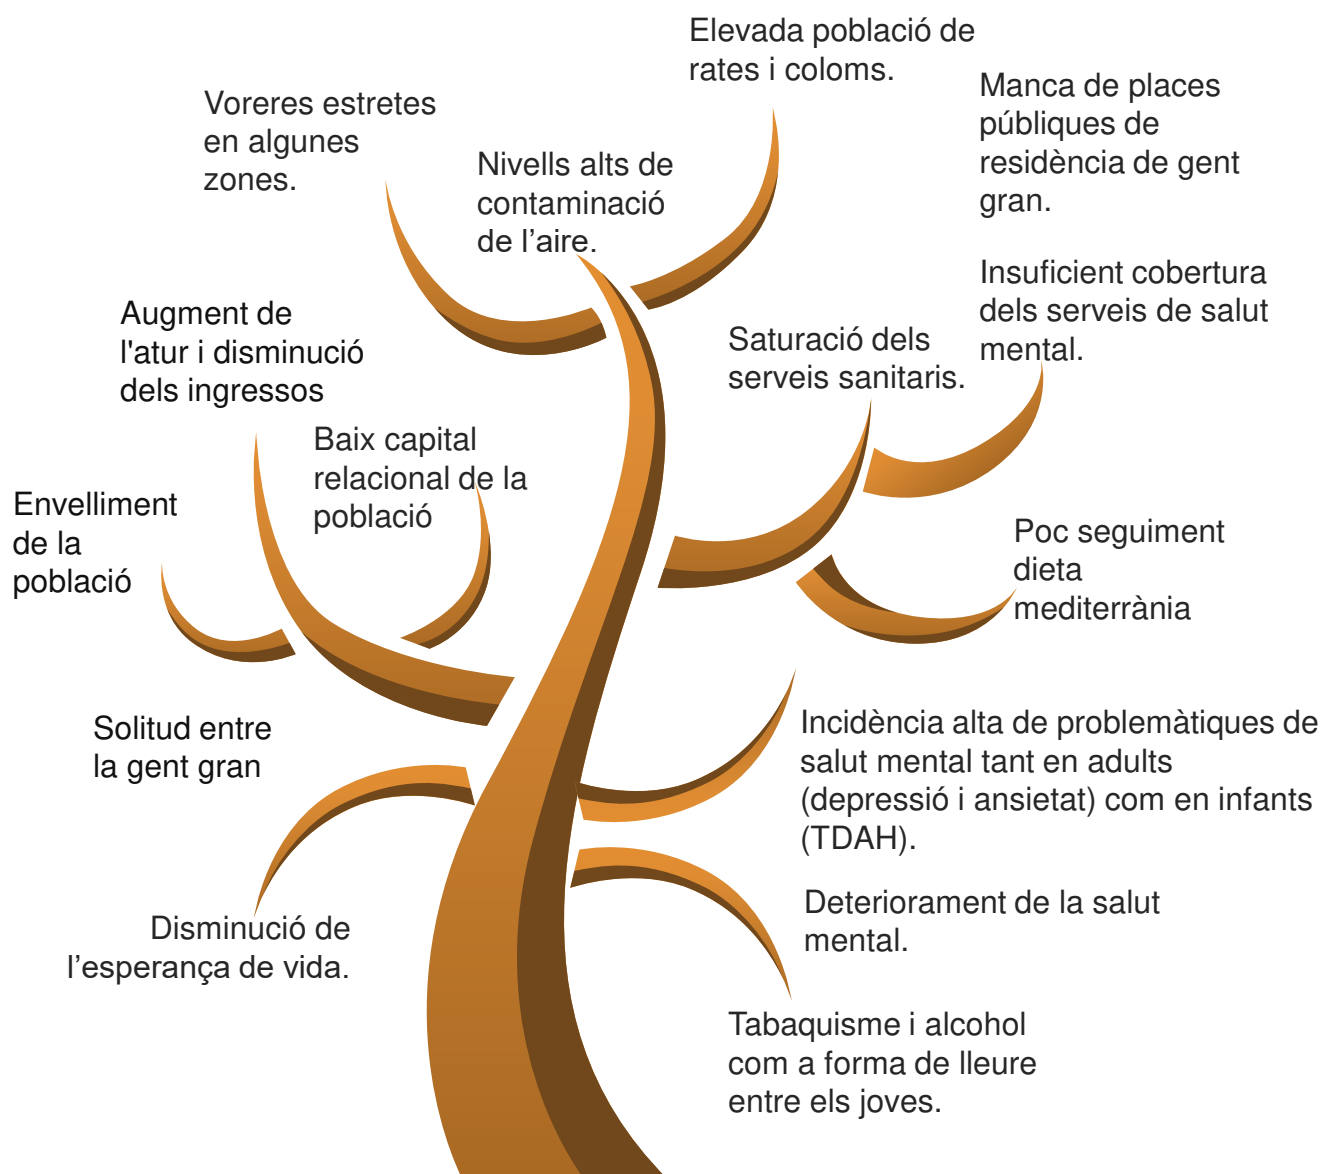 Elevada població de
rates i coloms.
Manca de places
públiques de
residència de gent
gran.
Voreres estretes
en algunes
zones.
Nivells alts de
contaminació
de l’aire.
Insuficient cobertura
dels serveis de salut
mental.
Augment de
l'atur i disminució
dels ingressos
Saturació dels
serveis sanitaris.
Baix capital
relacional de la
població
Envelliment
de la
població
Poc seguiment
dieta
mediterrània
Solitud entre
la gent gran
Incidència alta de problemàtiques de
salut mental tant en adults
(depressió i ansietat) com en infants
(TDAH).
Deteriorament de la salut
mental.
Disminució de
l’esperança de vida.
Tabaquisme i alcohol
com a forma de lleure
entre els joves.